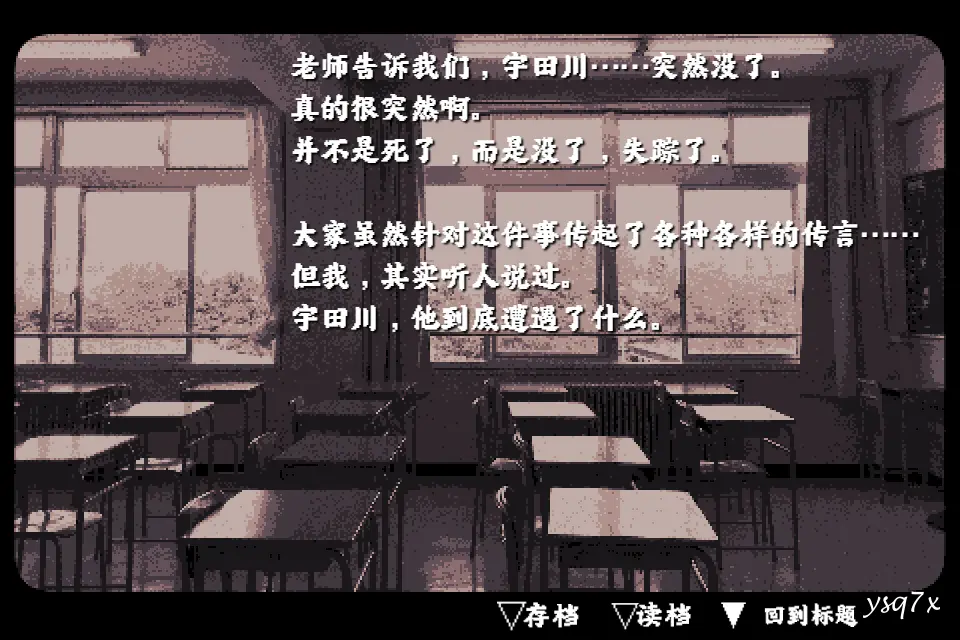 老师告诉我们，宇田川……突然没了。
真的很突然啊。
并不是死了，而是没了，失踪了。
大家虽然针对这件事传起了各种各样的传言……
但我，其实听人说过。
宇田川，他到底遭遇了什么。
▽存档 ▽读档 ▼ 回到标题
ysq7x